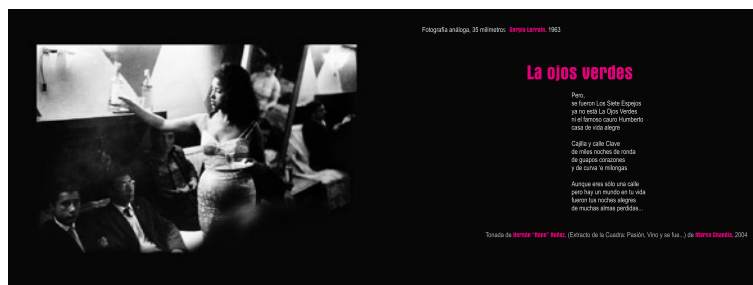 Fotografía análoga, 35 milímetros. Sergio Larraín. 1963
La ojos verdes
Pero,
se fueron Los Siete Espejos
ya no está La Ojos Verdes
ni el famoso cauro Humberto
casa de vida alegre
Cajilla y calle Clave
de miles noches de ronda
de guapos corazones
y de curva 'e milongas
Aunque eres sólo una calle
pero hay un mundo en tu vida
fueron tus noches alegres
de muchas almas perdidas...
Tonada de Hernán "Nano" Núñez. (Extracto de la Cuadra: Pasión, Vino y se fue...) de Marco Chandía. 2004